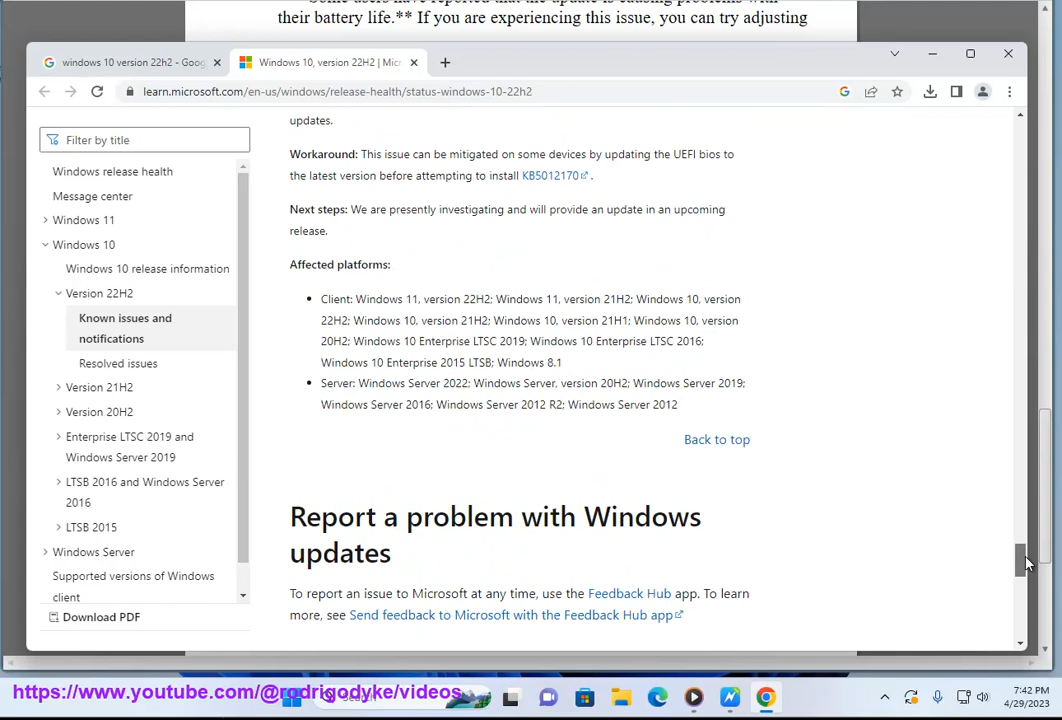 their battery life.** If you are experiencing this issue, you can try adjusting
windows 10 version 22h2 - Goog
Windows 10, version 22H2 | Micr
learn.microsoft.com/en-us/windows/release-health/status-windows-10-22h2
Filter by title
Windows release health
Message center
Windows 11
Windows 10
Windows 10 release information
Version 22H2
Known issues and
notifications
Resolved issues
Version 21H2
Version 20H2
Enterprise LTSC 2019 and
Windows Server 2019
LTSB 2016 and Windows Server
2016
LTSB 2015
Windows Server
Supported versions of Windows
client
Download PDF
updates.
Workaround: This issue can be mitigated on some devices by updating the UEFI bios to
the latest version before attempting to install KB5012170 .
Next steps: We are presently investigating and will provide an update in an upcoming
release.
Affected platforms:
• Client: Windows 11, version 22H2; Windows 11, version 21H2; Windows 10, version
22H2; Windows 10, version 21H2; Windows 10, version 21H1; Windows 10, version
20H2; Windows 10 Enterprise LTSC 2019; Windows 10 Enterprise LTSC 2016;
Windows 10 Enterprise 2015 LTSB; Windows 8.1
• Server: Windows Server 2022; Windows Server, version 20H2; Windows Server 2019;
Windows Server 2016; Windows Server 2012 R2; Windows Server 2012
Back to top
Report a problem with Windows
updates
To report an issue to Microsoft at any time, use the Feedback Hub app. To learn
more, see Send feedback to Microsoft with the Feedback Hub app
https://www.youtube.com/@rodrigodyke/videos
7:42 PM
4/29/2023